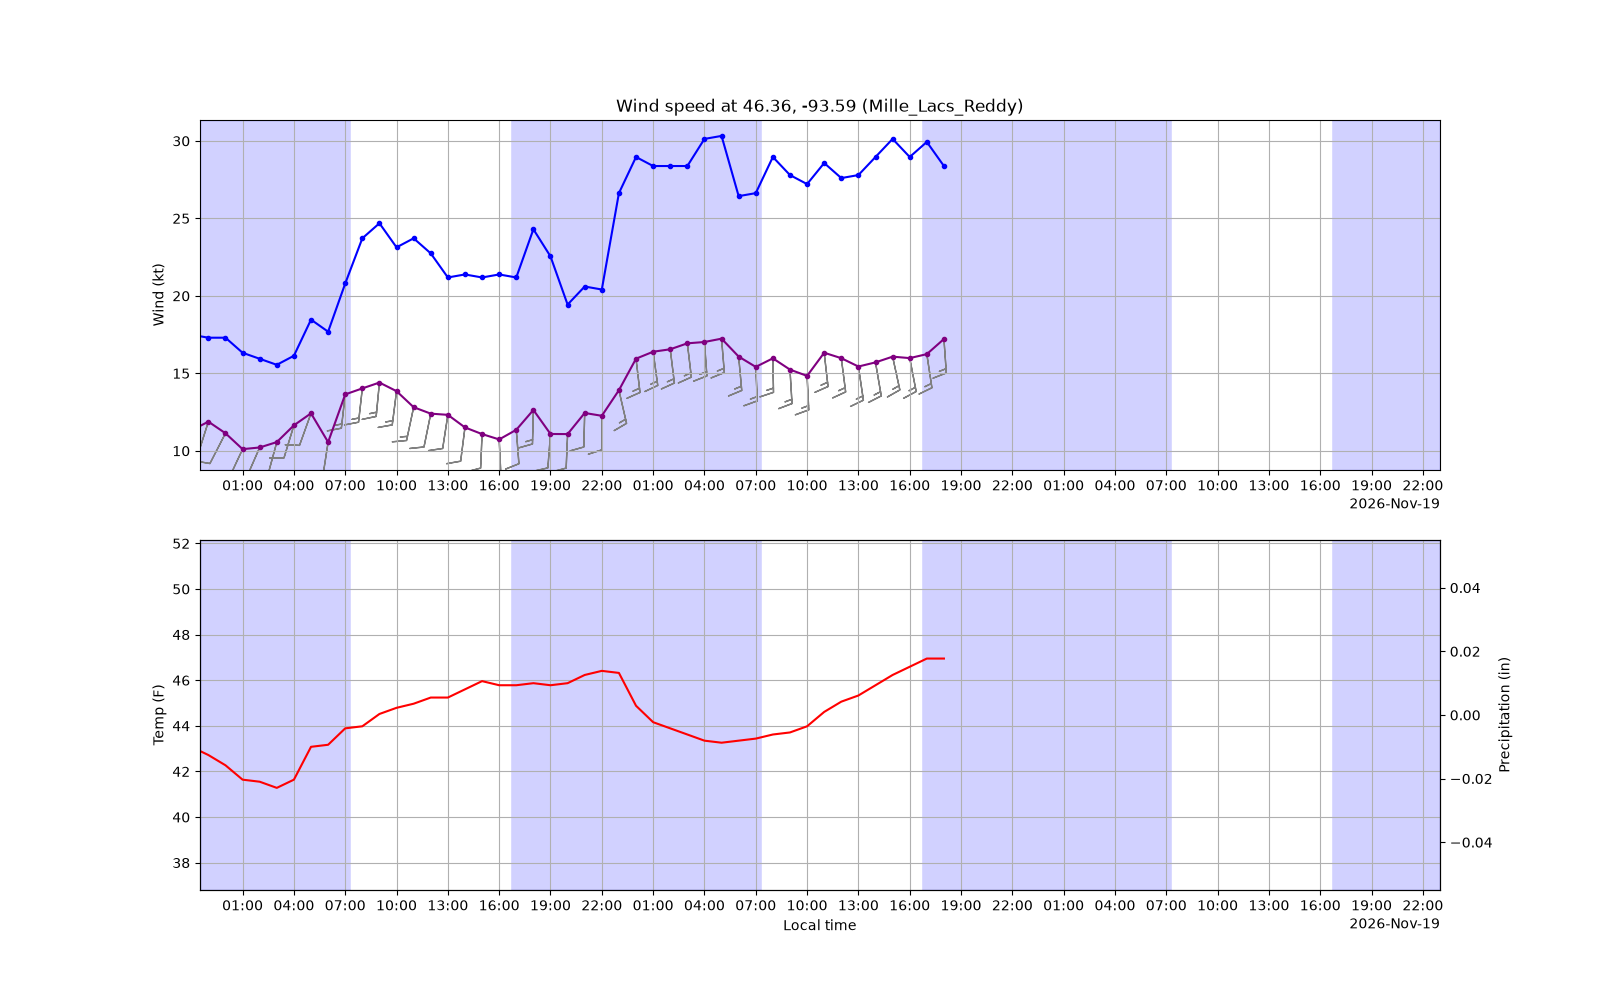 Wind speed at 46.36, -93.59 (Mille_Lacs_Reddy)
Wind (kt)
30
25
20
15
10
01:00 04:00 07:00 10:00 13:00 16:00 19:00 22:00 01:00 04:00 07:00 10:00 13:00 16:00 19:00 22:00 01:00 04:00 07:00 10:00 13:00 16:00 19:00 22:00
2026-Nov-19
Temp (F)
52
50
48
46
44
42
40
38
0.04
0.02
0.00
−0.02
−0.04
Precipitation (in)
01:00 04:00 07:00 10:00 13:00 16:00 19:00 22:00 01:00 04:00 07:00 10:00 13:00 16:00 19:00 22:00 01:00 04:00 07:00 10:00 13:00 16:00 19:00 22:00
Local time
2026-Nov-19